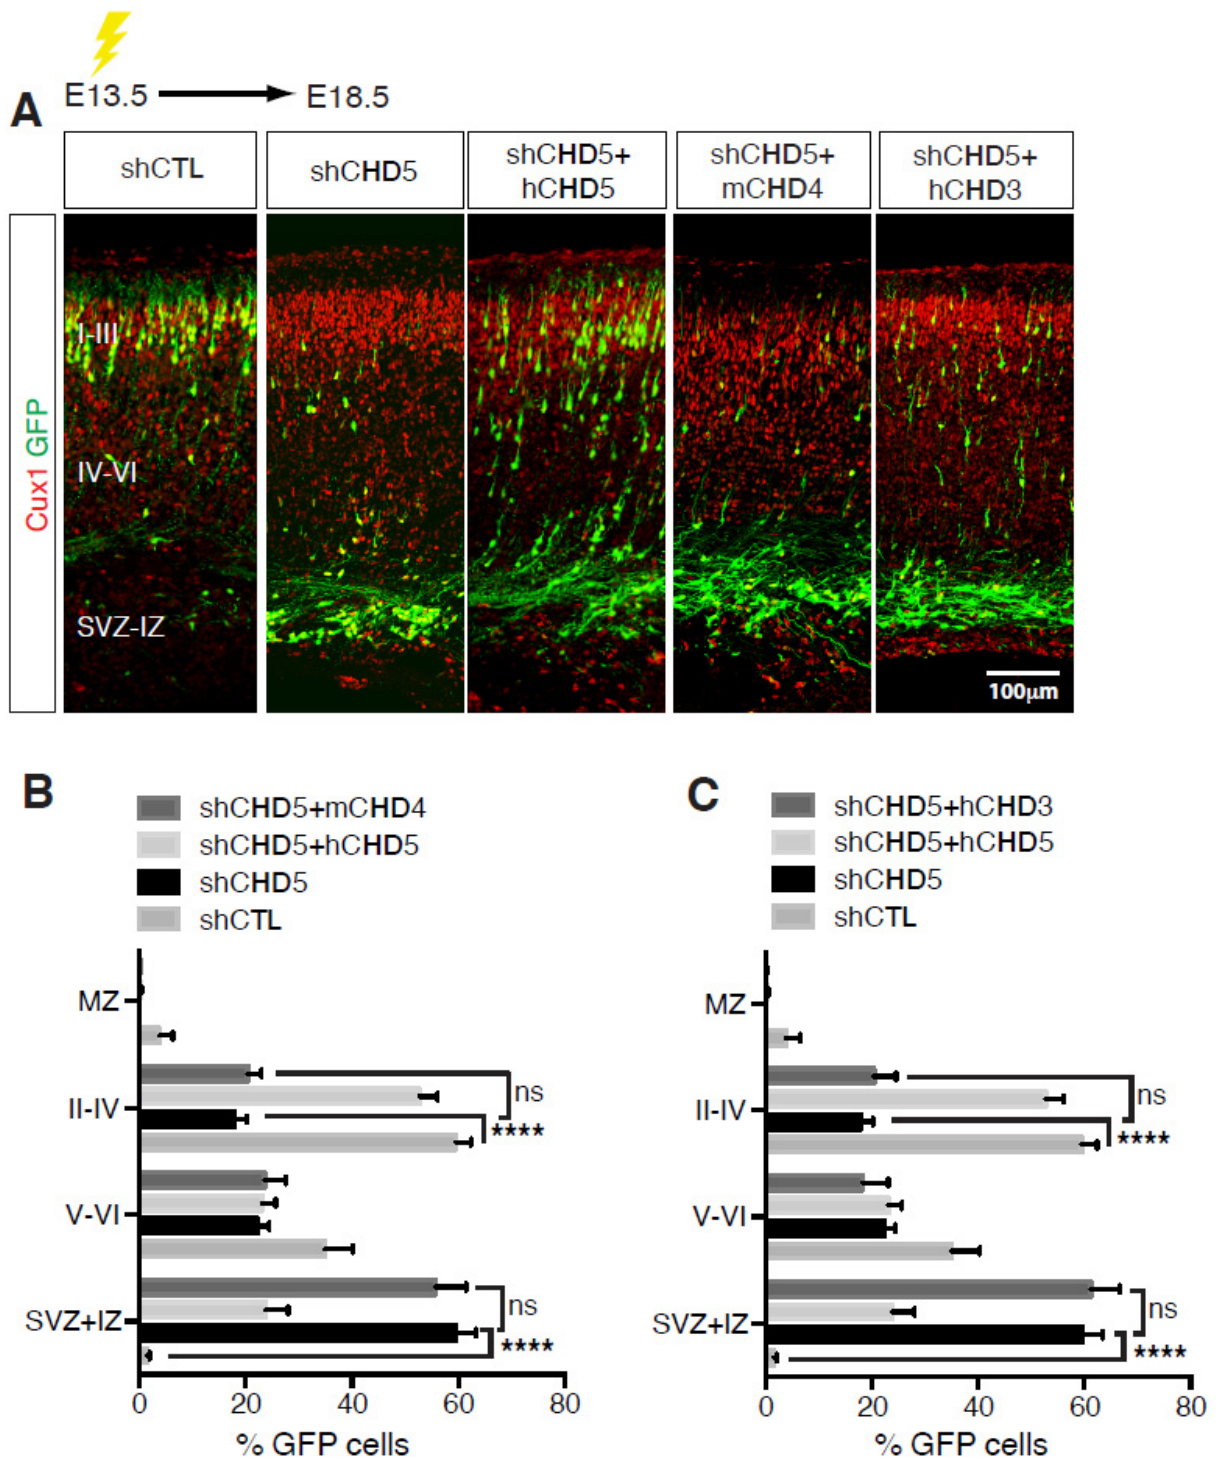 E13.5 E18.5
A
shCTL
shCHD5
shCHD5+
hCHD5
shCHD5+
mCHD4
shCHD5+
hCHD3
Cux1 GFP
I-III
IV-VI
SVZ-IZ
100µm
B
shCHD5+mCHD4
shCHD5+hCHD5
shCHD5
shCTL
MZ
II-IV
V-VI
SVZ+IZ
ns
****
ns
****
0 20 40 60 80
% GFP cells
C
shCHD5+hCHD3
shCHD5+hCHD5
shCHD5
shCTL
MZ
II-IV
V-VI
SVZ+IZ
ns
****
ns
****
0 20 40 60 80
% GFP cells